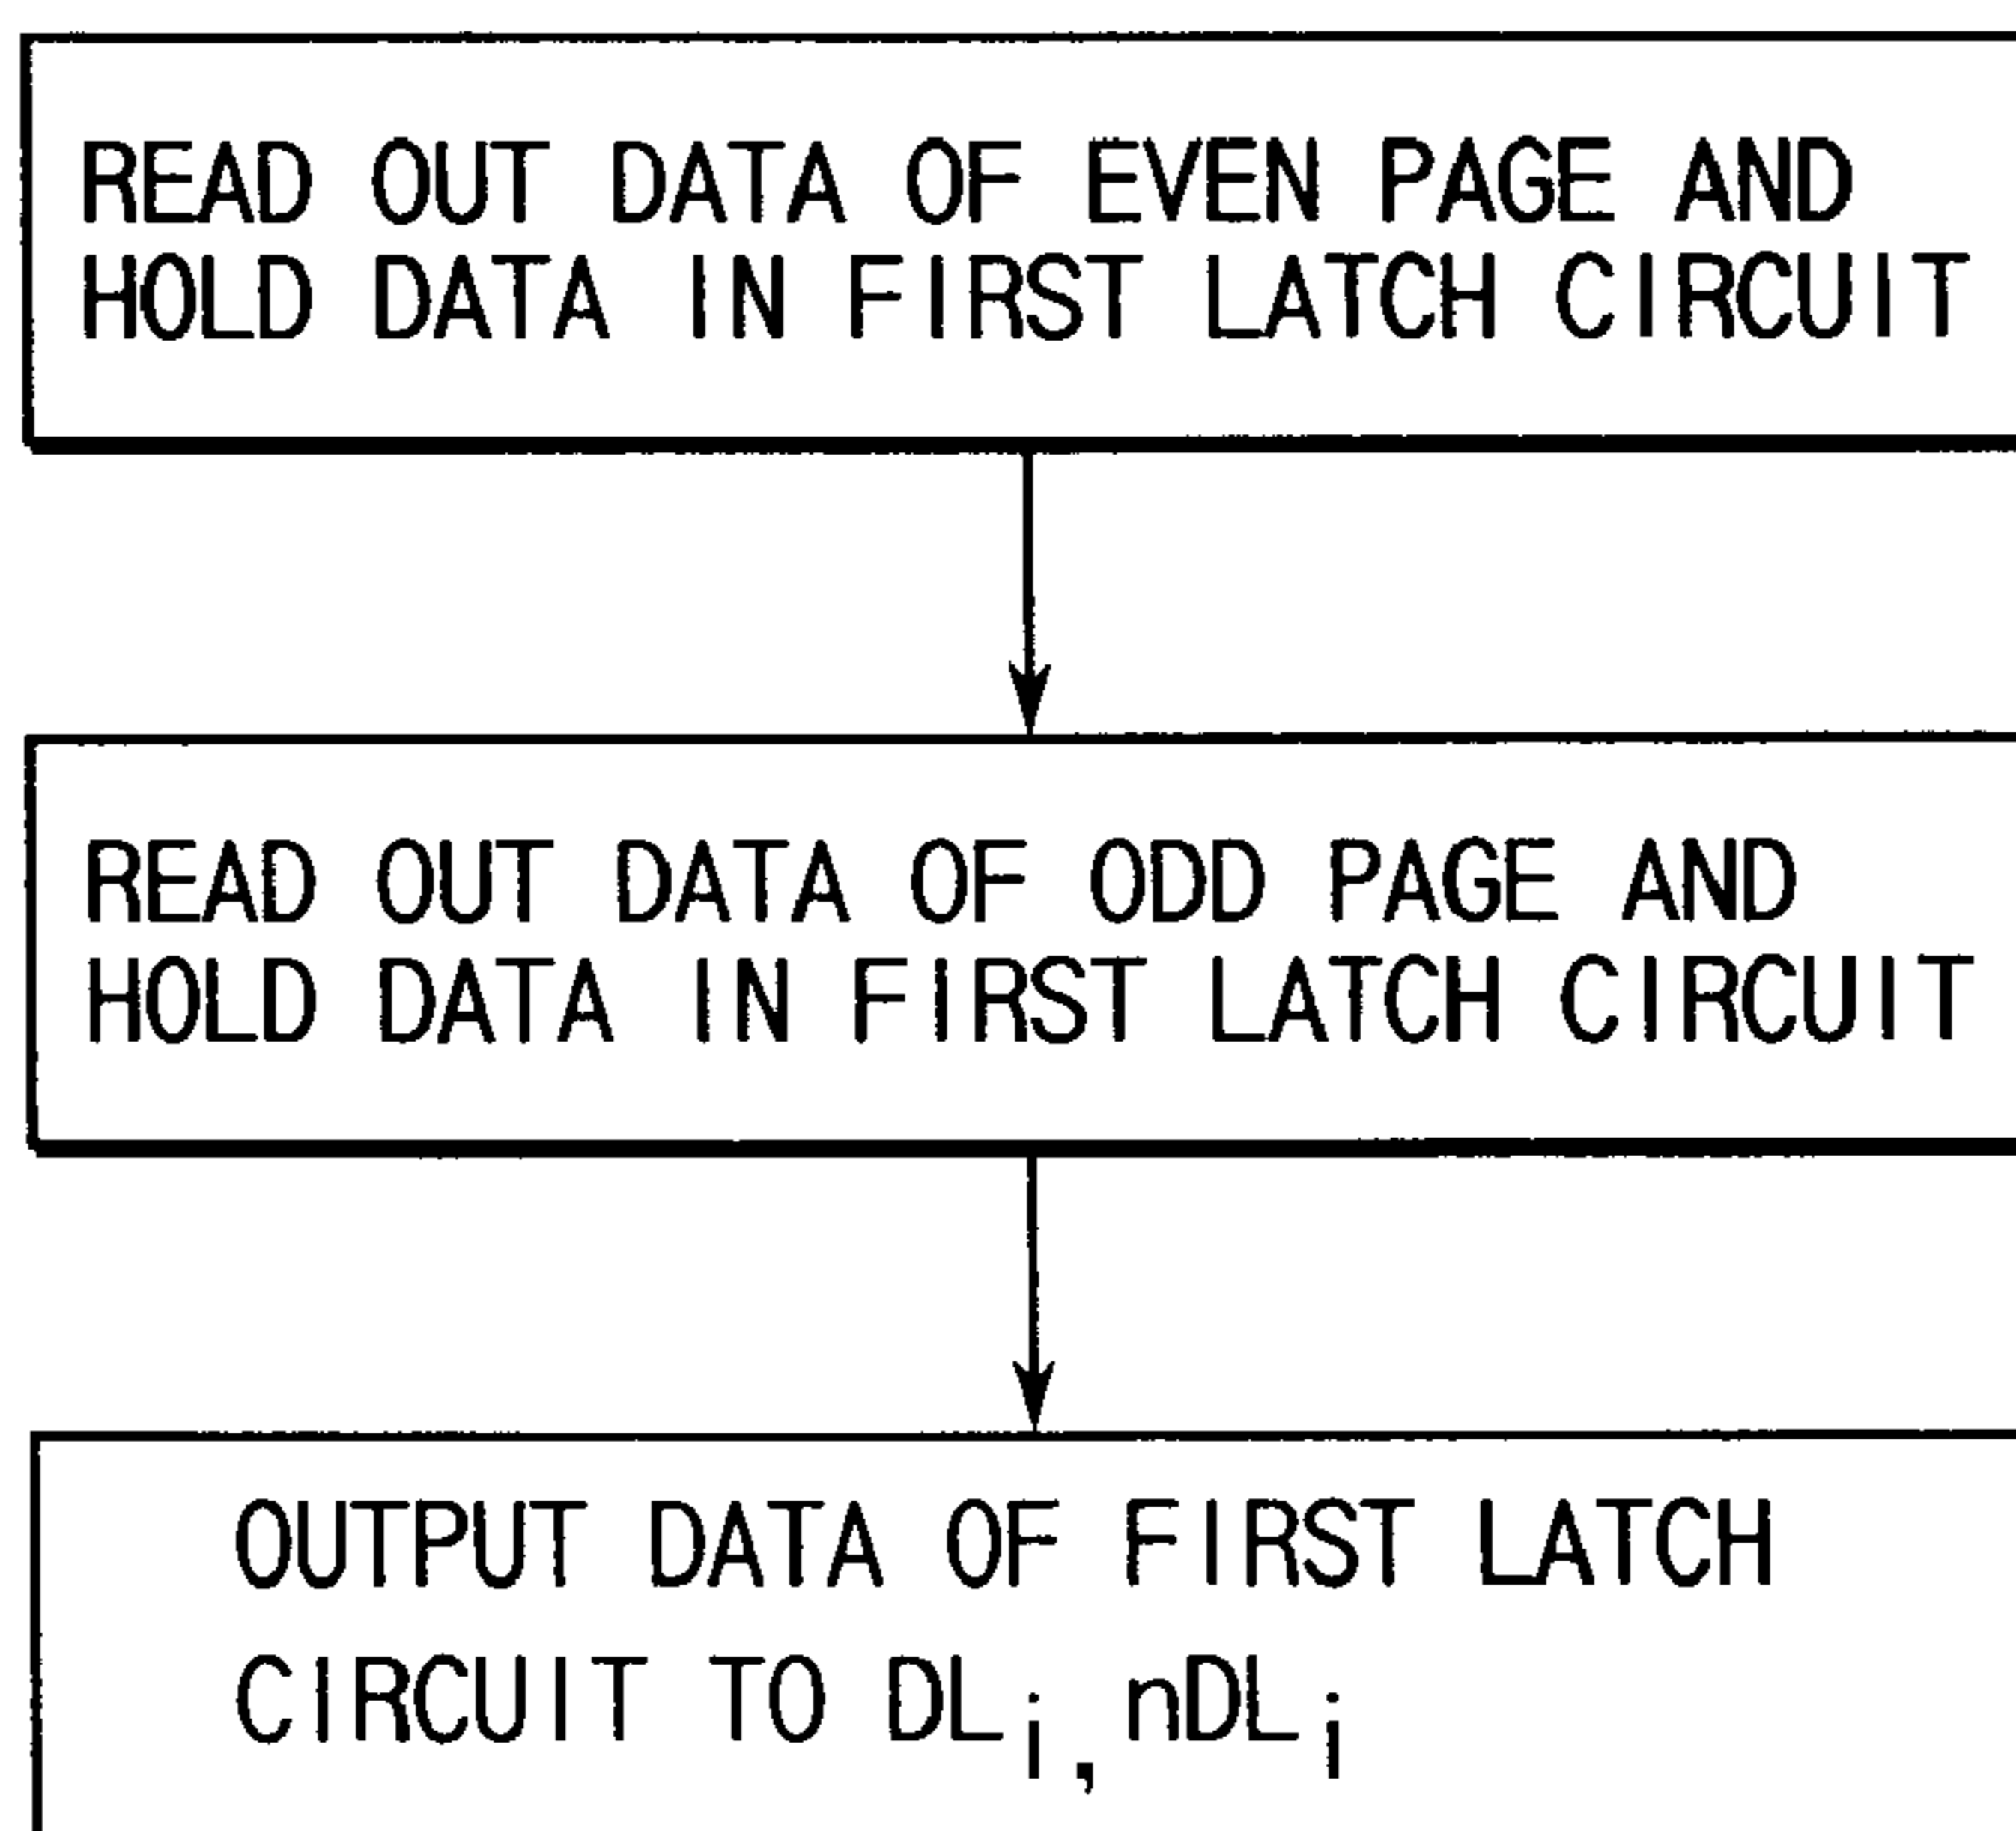 READ OUT DATA OF EVEN PAGE AND
HOLD DATA IN FIRST LATCH CIRCUIT
READ OUT DATA OF ODD PAGE AND
HOLD DATA IN FIRST LATCH CIRCUIT
OUTPUT DATA OF FIRST LATCH
CIRCUIT TO DLi, nDLi